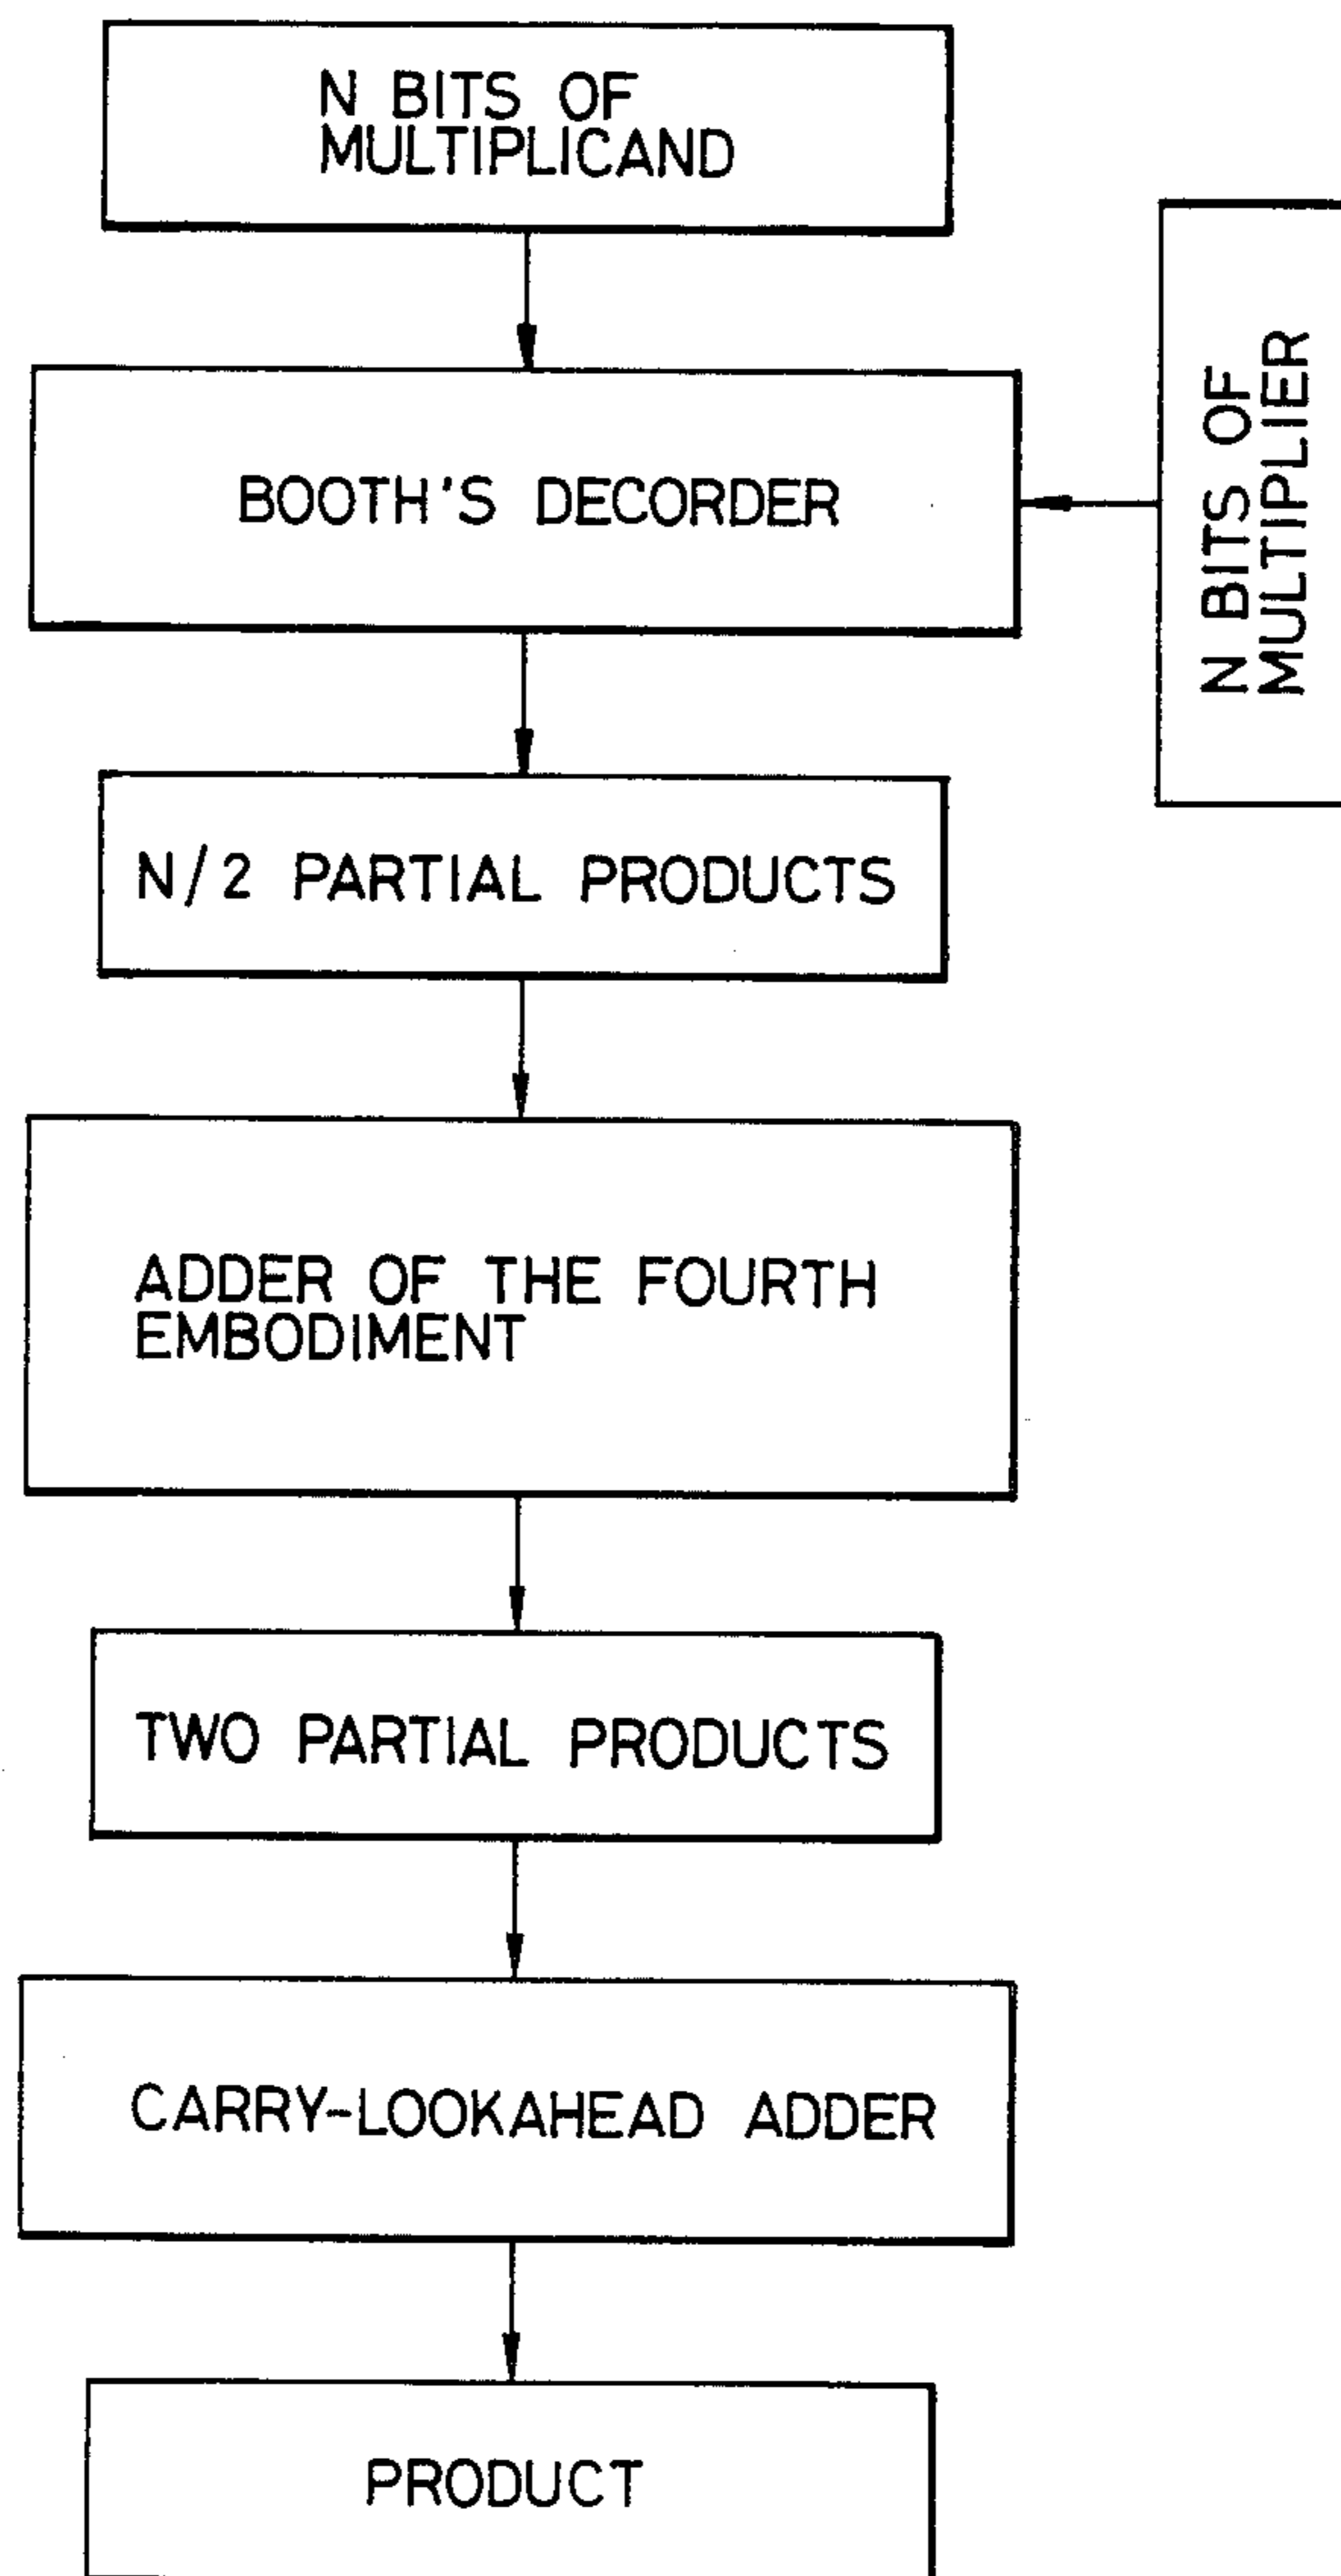 N BITS OF
MULTIPLICAND
BOOTH'S DECORDER
N BITS OF
MULTIPLIER
N/2 PARTIAL PRODUCTS
ADDER OF THE FOURTH
EMBODIMENT
TWO PARTIAL PRODUCTS
CARRY-LOOKAHEAD ADDER
PRODUCT